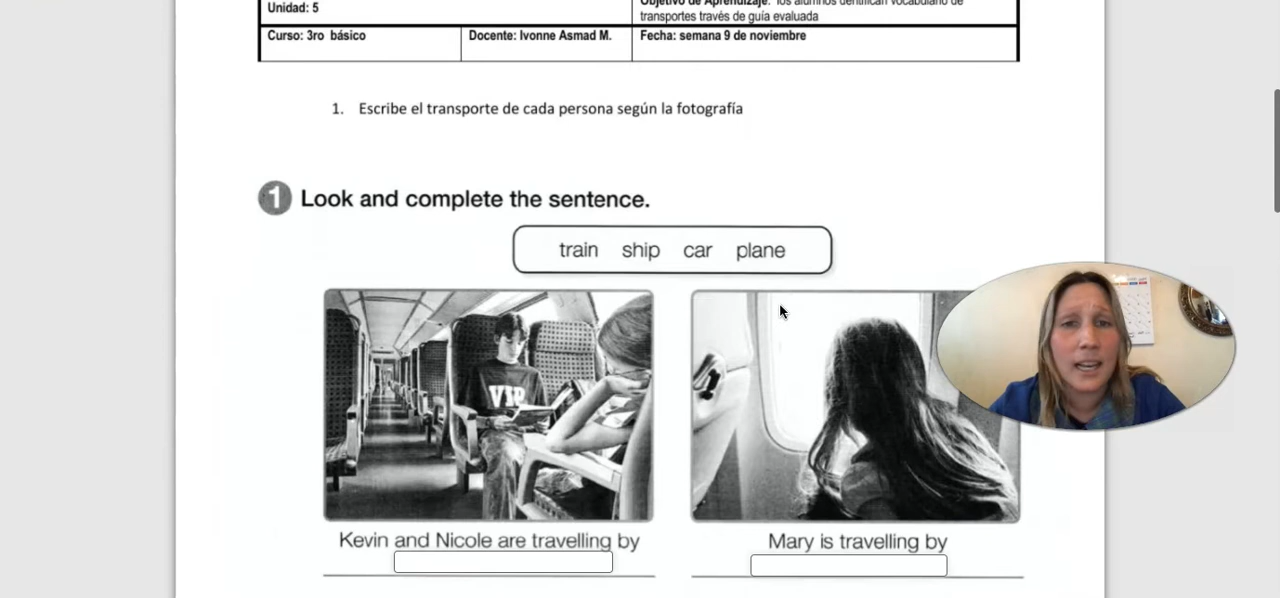 Unidad: 5
Objetivo de Aprendizaje: los alumnos identifican vocabulario de
transportes través de guía evaluada
Curso: 3ro básico
Docente: Ivonne Asmad M.
Fecha: semana 9 de noviembre
1. Escribe el transporte de cada persona según la fotografía
1 Look and complete the sentence.
train ship car plane
VIP
Kevin and Nicole are travelling by
Mary is travelling by